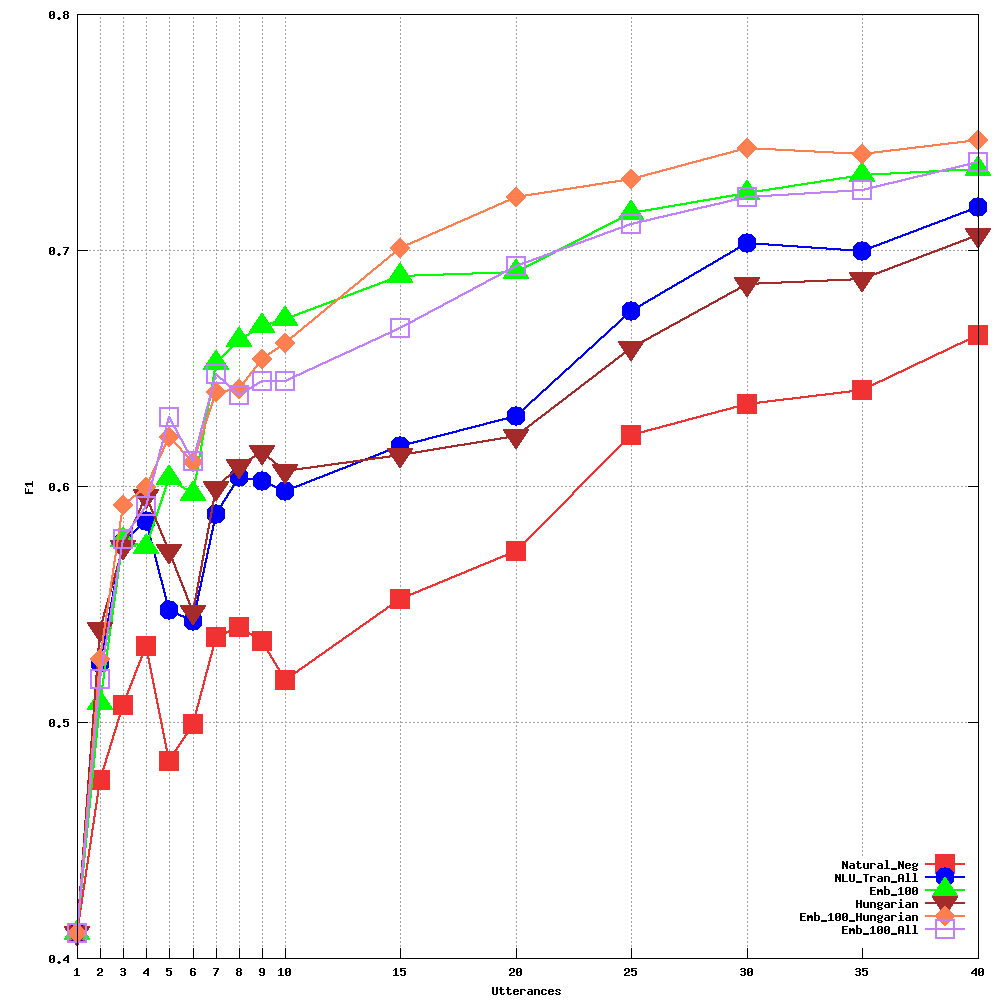 0.8
0.7
0.6
0.5
0.4
F1
Natural_Neg
NLU_Tran_All
Emb_100
Hungarian
Emb_100_Hungarian
Emb_100_All
1 2 3 4 5 6 7 8 9 10 15 20 25 30 35 40
Utterances